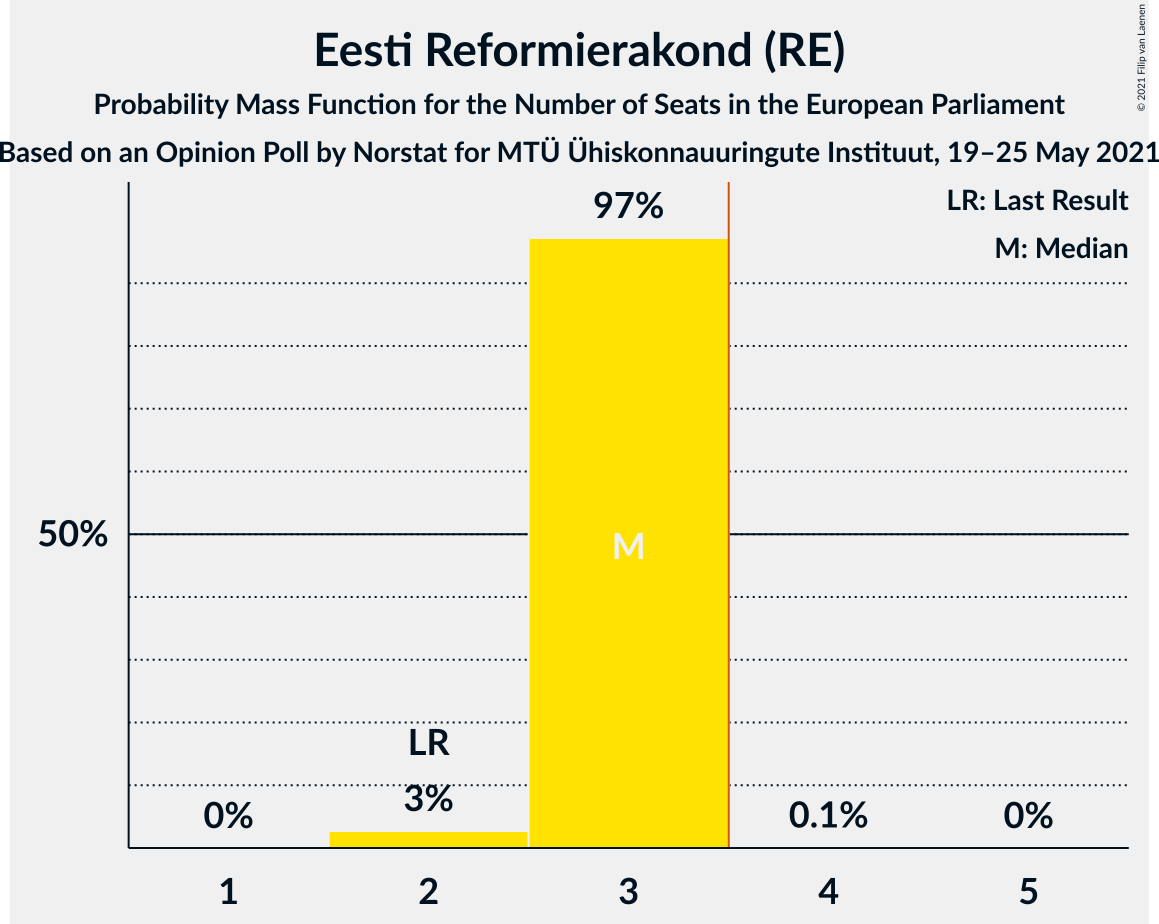 Eesti Reformierakond (RE)
Probability Mass Function for the Number of Seats in the European Parliament
Based on an Opinion Poll by Norstat for MTÜ Ühiskonnauuringute Instituut, 19–25 May 2021
© 2021 Filip van Laenen
LR: Last Result
M: Median
97%
50%
M
LR
0%
3%
0.1%
0%
1 2 3 4 5